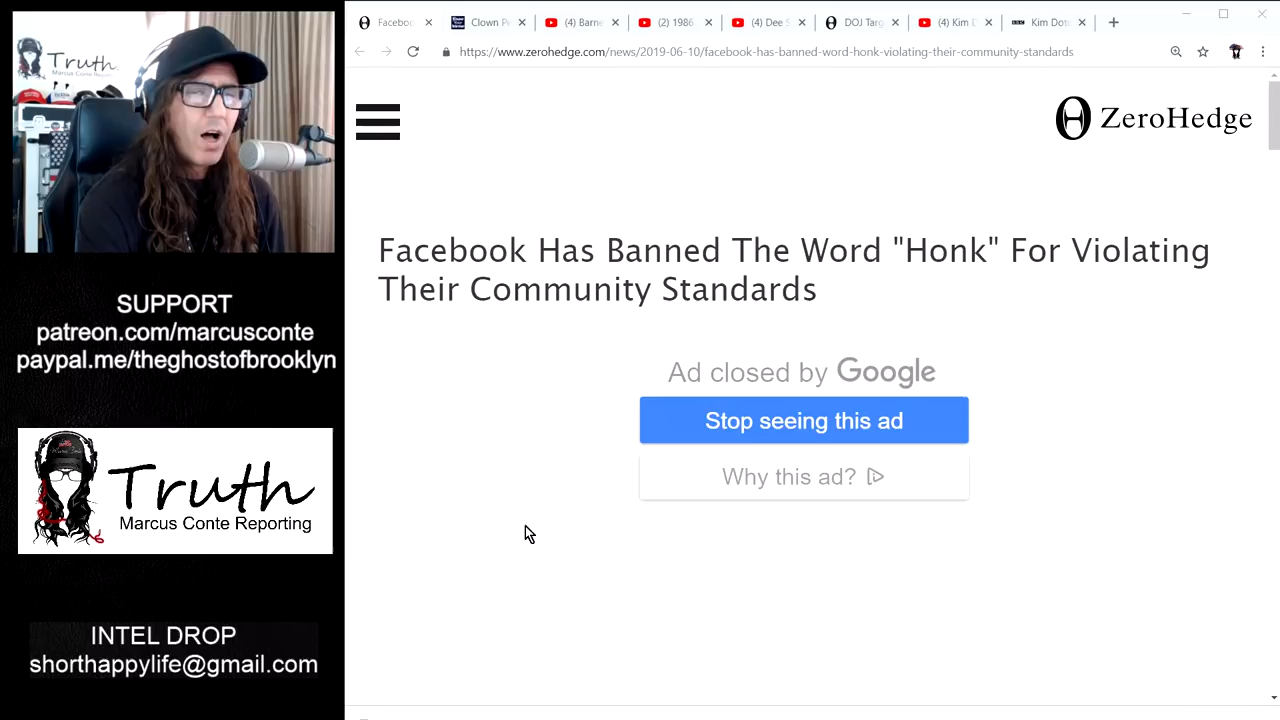 Truth
Marcus Conte Reporting
SUPPORT
patreon.com/marcusconte
paypal.me/theghostofbrooklyn
Truth
Marcus Conte Reporting
INTEL DROP
shorthappylife@gmail.com
Faceboo
Clown P
(4) Barne
(2) 1986
(4) Dee S
DOJ Targ
(4) Kim D
Kim Doto
https://www.zerohedge.com/news/2019-06-10/facebook-has-banned-word-honk-violating-their-community-standards
ZeroHedge
Facebook Has Banned The Word "Honk" For Violating
Their Community Standards
Ad closed by Google
Stop seeing this ad
Why this ad?